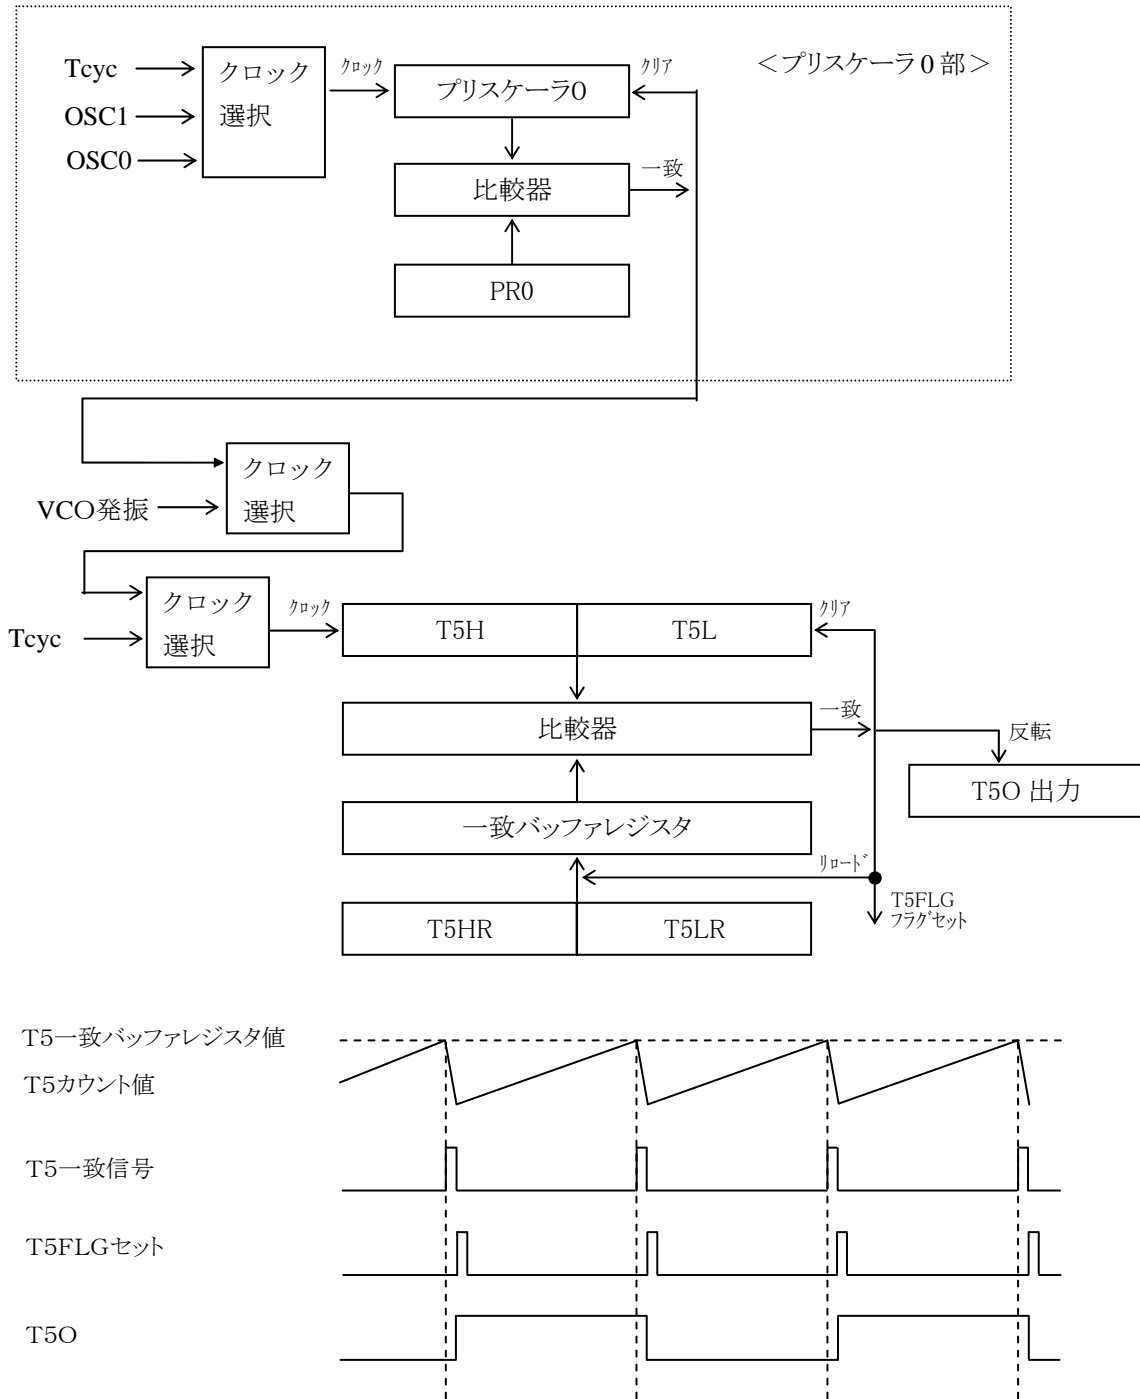 ＜プリスケーラ０部＞
Tcyc
OSC1
OSC0
クロック
選択
ｸﾛｯｸ
プリスケーラ0
ｸﾘｱ
比較器
一致
PR0
VCO発振
クロック
選択
Tcyc
クロック
選択
ｸﾛｯｸ
T5H
T5L
ｸﾘｱ
比較器
一致
反転
T5O 出力
一致バッファレジスタ
ﾘﾛｰﾄﾞ
T5HR
T5LR
T5FLG
ﾌﾗｸﾞｾｯﾄ
T5一致バッファレジスタ値
T5カウント値
T5一致信号
T5FLGセット
T5O